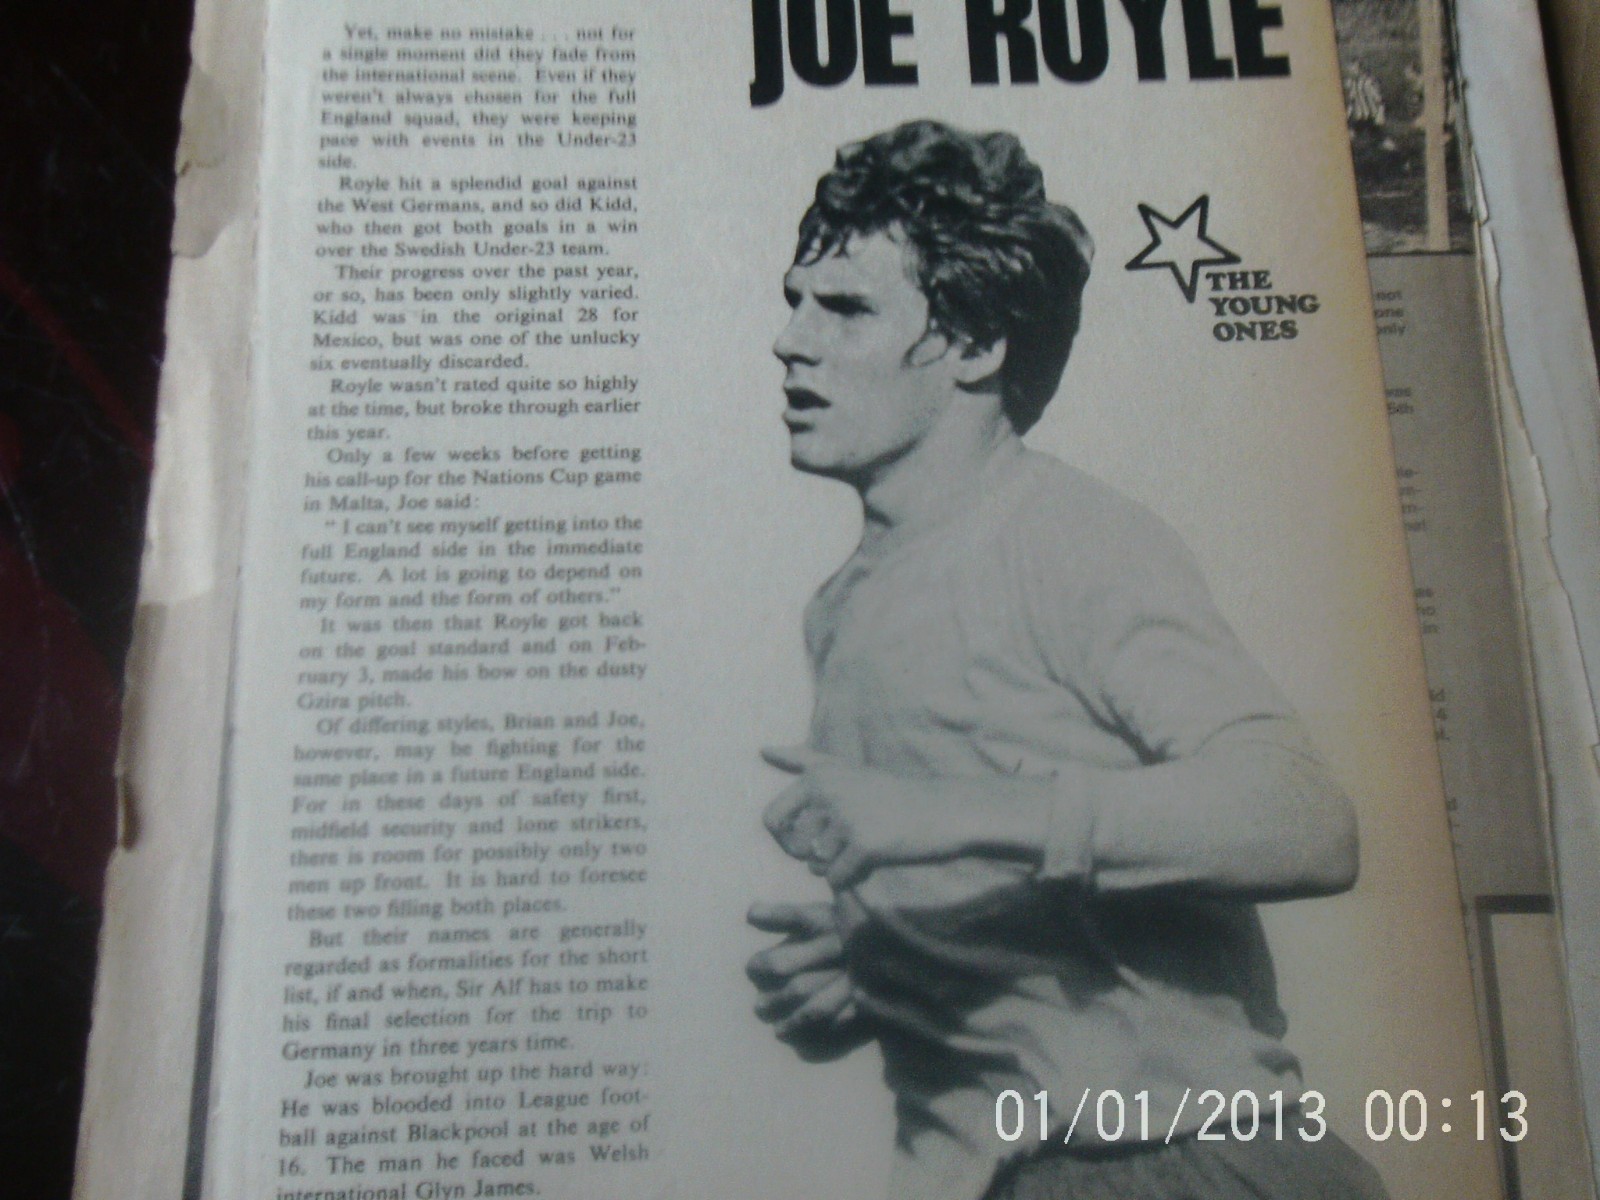 Yet, make no mistake . . . not for
a single moment did they fade from
the international scene. Even if they
weren't always chosen for the full
England squad, they were keeping
pace with events in the Under-23
side.
Royle hit a splendid goal against
the West Germans, and so did Kidd,
who then got both goals in a win
over the Swedish Under-23 team.
Their progress over the past year,
or so, has been only slightly varied.
Kidd was in the original 28 for
Mexico, but was one of the unlucky
six eventually discarded.
Royle wasn't rated quite so highly
at the time, but broke through earlier
this year.
Only a few weeks before getting
his call-up for the Nations Cup game
in Malta, Joe said:
" I can't see myself getting into the
full England side in the immediate
future. A lot is going to depend on
my form and the form of others."
It was then that Royle got back
on the goal standard and on Feb-
ruary 3, made his bow on the dusty
Gzira pitch.
Of differing styles, Brian and Joe,
however, may be fighting for the
same place in a future England side.
For in these days of safety first,
midfield security and lone strikers,
there is room for possibly only two
men up front. It is hard to foresee
these two filling both places.
But their names are generally
regarded as formalities for the short
list, if and when, Sir Alf has to make
his final selection for the trip to
Germany in three years time.
Joe was brought up the hard way:
He was blooded into League foot-
ball against Blackpool at the age of
16. The man he faced was Welsh
international Glyn James.
JOE ROYLE
THE
YOUNG
ONES
not
one
only
01/01/2013 00:13